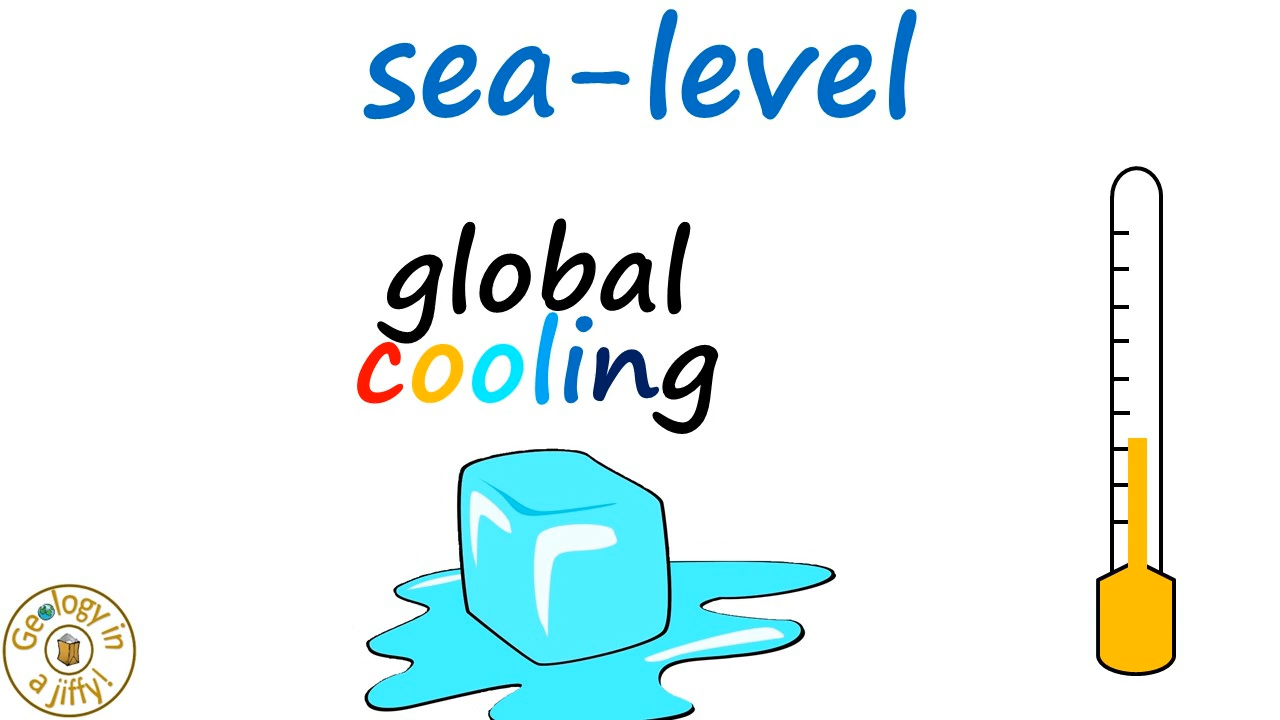 sea-level
global
cooling
Geology in
a jiffy!